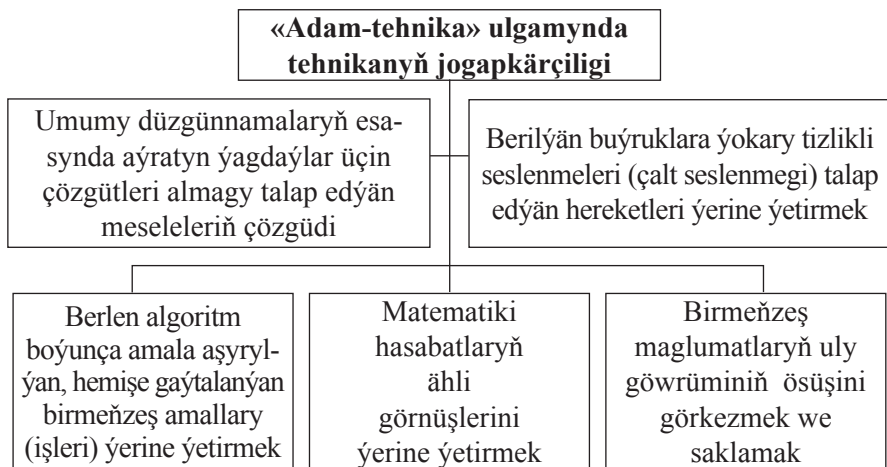 «Adam-tehnika» ulgamynda
tehnikanyň jogapkärçiligi
Umumy düzgünnamalaryň esa-
synda aýratyn ýagdaýlar üçin
çözgütleri almagy talap edýän
meseleleriň çözgüdi
Berilýän buýruklara ýokary tizlikli
seslenmeleri (çalt seslenmegi) talap
edýän hereketleri ýerine ýetirmek
Berlen algoritm
boýunça amala aşyryl-
ýan, hemişe gaýtalanýan
birmeňzeş amallary
(işleri) ýerine ýetirmek
Matematiki
hasabatlaryň
ähli
görnüşlerini
ýerine ýetirmek
Birmeňzeş
maglumatlaryň uly
göwrüminiň ösüşini
görkezmek we
saklamak